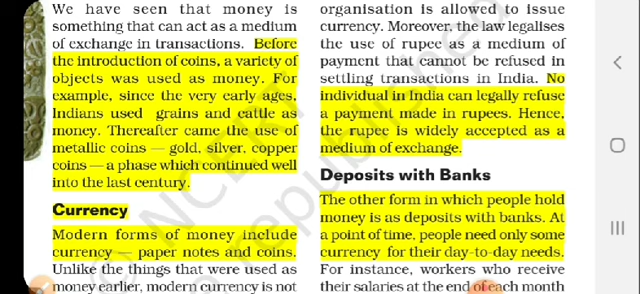 We have seen that money is
something that can act as a medium
of exchange in transactions. Before
the introduction of coins, a variety of
objects was used as money. For
example, since the very early ages,
Indians used grains and cattle as
money. Thereafter came the use of
metallic coins — gold, silver, copper
coins — a phase which continued well
into the last century.
Currency
Modern forms of money include
currency — paper notes and coins.
Unlike the things that were used as
money earlier, modern currency is not
organisation is allowed to issue
currency. Moreover, the law legalises
the use of rupee as a medium of
payment that cannot be refused in
settling transactions in India. No
individual in India can legally refuse
a payment made in rupees. Hence,
the rupee is widely accepted as a
medium of exchange.
Deposits with Banks
The other form in which people hold
money is as deposits with banks. At
a point of time, people need only some
currency for their day-to-day needs.
For instance, workers who receive
their salaries at the end of each month
© NCERT
republished